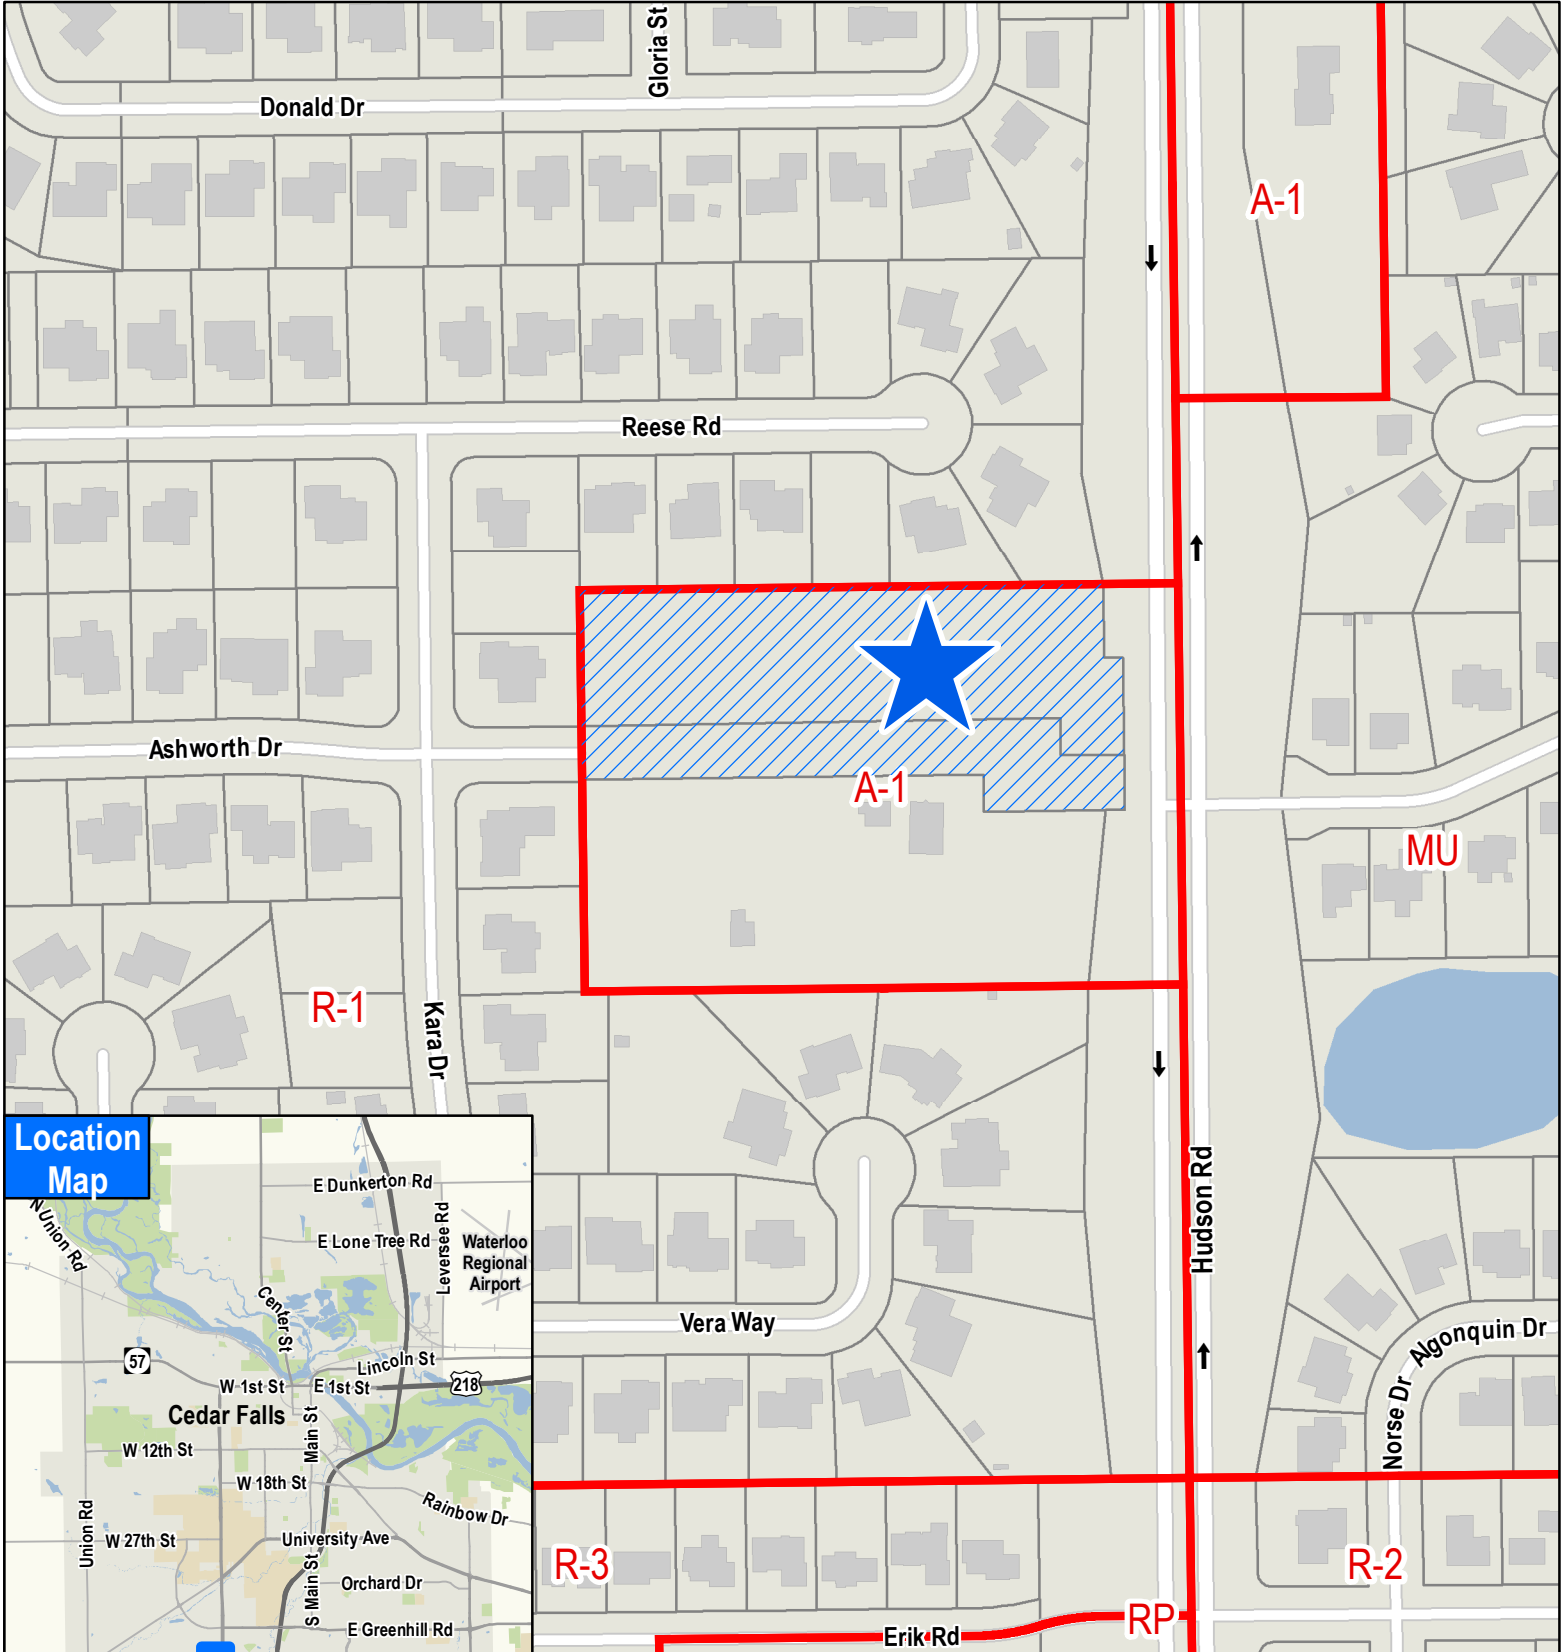 Gloria St
Donald Dr
A-1
Reese Rd
Ashworth Dr
A-1
MU
R-1
Kara Dr
Hudson Rd
Vera Way
Algonquin Dr
Norse Dr
R-3
R-2
RP
Erik Rd
Location
Map
N Union Rd
E Dunkerton Rd
Leversee Rd
E Lone Tree Rd
Waterloo
Regional
Airport
Center St
57
Lincoln St
W 1st St
E 1st St
218
Cedar Falls
Main St
W 12th St
W 18th St
Rainbow Dr
Union Rd
W 27th St
University Ave
S Main St
Orchard Dr
E Greenhill Rd